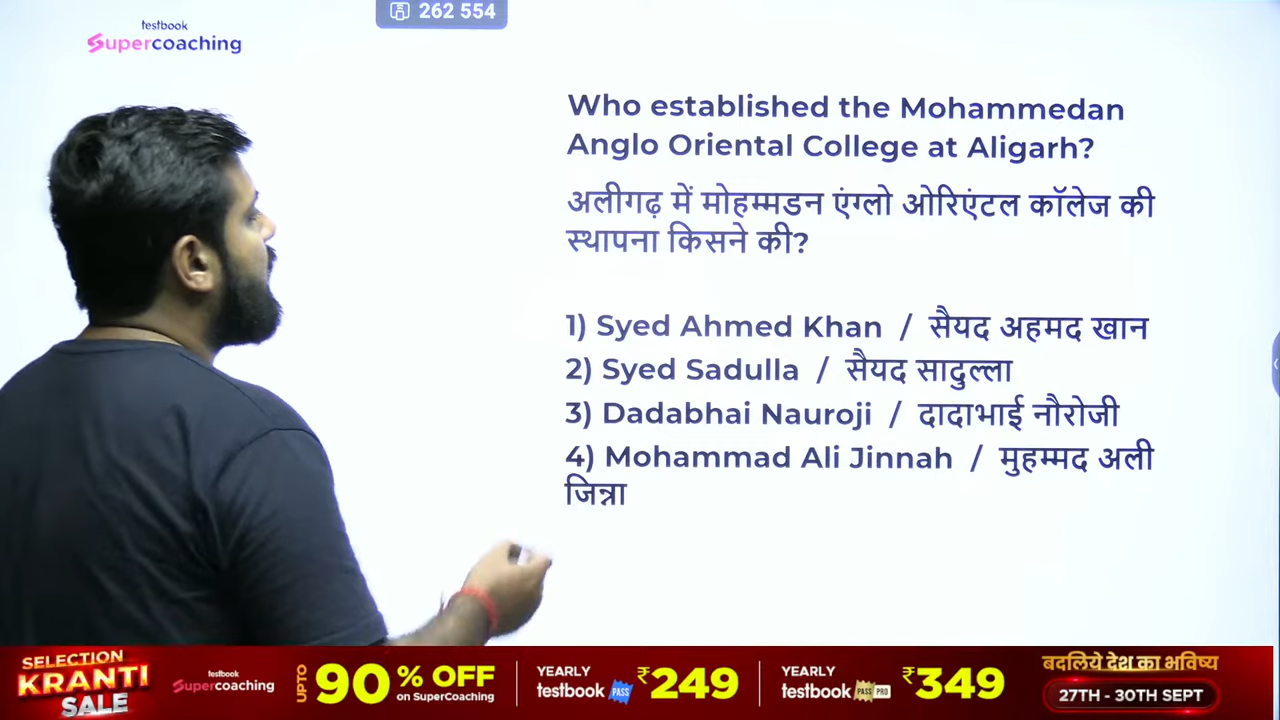 262 554
testbook
Supercoaching
Who established the Mohammedan
Anglo Oriental College at Aligarh?
अलीगढ़ में मोहम्मडन एंग्लो ओरिएंटल कॉलेज की
स्थापना किसने की?
1) Syed Ahmed Khan / सैयद अहमद खान
2) Syed Sadulla / सैयद सादुल्ला
3) Dadabhai Nauroji / दादाभाई नौरोजी
4) Mohammad Ali Jinnah / मुहम्मद अली
जिन्ना
SELECTION
KRANTI
SALE
testbook
Supercoaching
UPTO
90% OFF
on SuperCoaching
YEARLY
testbook PASS
₹249
YEARLY
testbook PASS PRO
₹349
बदलिये देश का भविष्य
27TH - 30TH SEPT